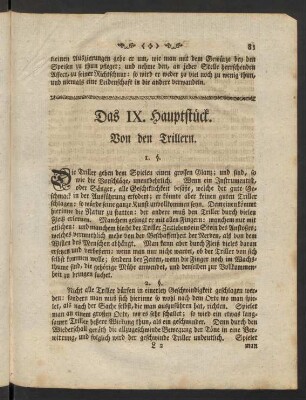 83
kleinen Auszierungen gehe er um, wie man mit dem Gewürze bey den
Speisen zu thun pfleget; und nehme den, an jeder Stelle herrschenden
Affect, zu seiner Richtschnur: so wird er weder zu viel noch zu wenig thun,
und niemals eine Leidenschaft in die andere verwandeln.
Das IX. Hauptstück.
Von den Trillern.
1. §.
Die Triller geben dem Spielen einen großen Glanz; und sind, so
wie die Vorschläge, unentbehrlich. Wenn ein Instrumentist,
oder Sänger, alle Geschiklichkeit besäße, welche der gute Ge-
schmack in der Ausführung erfodert; er könnte aber keinen guten Triller
schlagen: so würde seine ganze Kunst unvollkommen seyn. Dem einen kömmt
hierinne die Natur zu statten: der andere muß den Triller durch vielen
Fleiß erlernen. Manchem gelingt er mit allen Fingern: manchem nur mit
etlichen: und manchem bleibt der Triller Zeitlebens ein Stein des Anstoßes;
welches vermuthlich mehr von der Beschaffenheit der Nerven, als von dem
Willen des Menschen abhängt. Man kann aber durch Fleiß vieles daran
ersetzen und verbessern: wenn man nur nicht wartet, ob der Triller von sich
selbst kommen wolle; sondern bey Zeiten, wenn die Finger noch im Wachs-
thume sind, die gehörige Mühe anwendet, um denselben zur Vollkommen-
heit zu bringen suchet.
2. §.
Nicht alle Triller dürfen in einerley Geschwindigkeit geschlagen wer-
den: sondern man muß sich hierinne so wohl nach dem Orte wo man spie-
let, als nach der Sache selbst, die man auszuführen hat, richten. Spielet
man an einem großen Orte, wo es sehr schallet; so wird ein etwas lang-
samer Triller bessere Wirkung thun, als ein geschwinder. Denn durch den
Wiederschall geräth die allzugeschwinde Bewegung der Töne in eine Ver-
wirrung, und folglich wird der geschwinde Triller undeutlich. Spielet
L 2 man